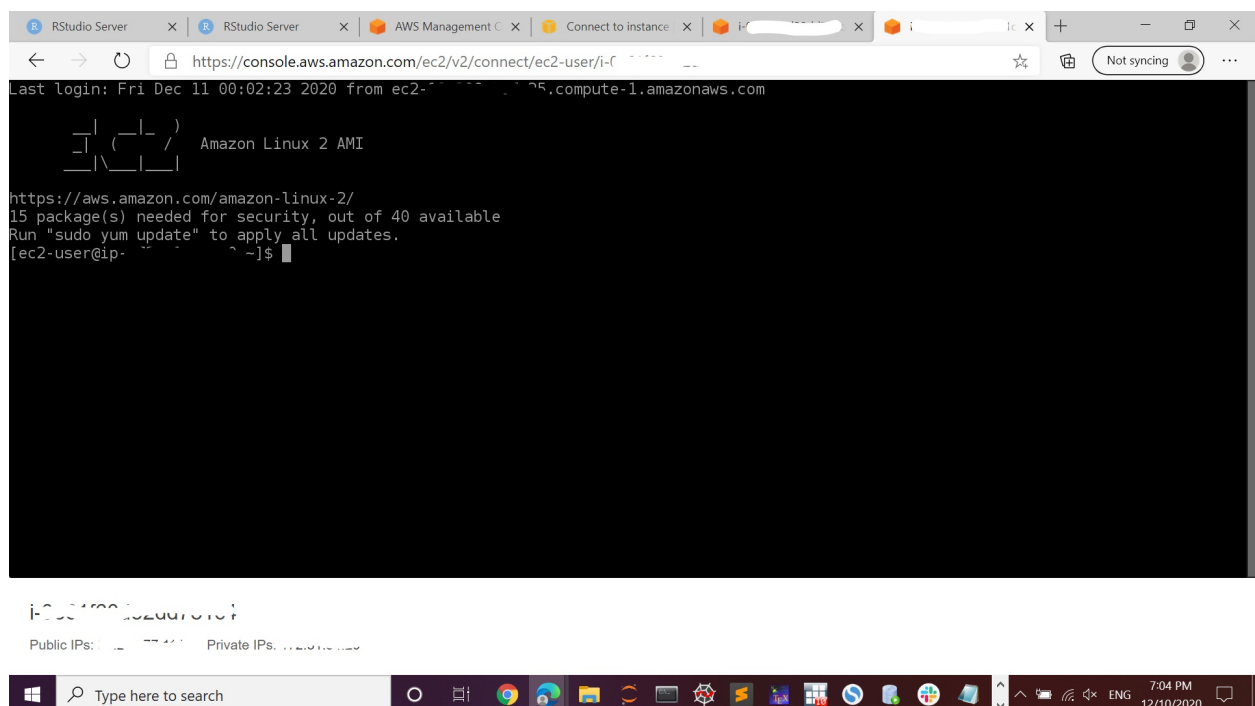 RStudio Server
RStudio Server
AWS Management C
Connect to instance
https://console.aws.amazon.com/ec2/v2/connect/ec2-user/i-
Not syncing
Last login: Fri Dec 11 00:02:23 2020 from ec2- .compute-1.amazonaws.com
Amazon Linux 2 AMI
https://aws.amazon.com/amazon-linux-2/
15 package(s) needed for security, out of 40 available
Run "sudo yum update" to apply all updates.
[ec2-user@ip- ~]$
Public IPs: Private IPs:
Type here to search
ENG
7:04 PM
12/10/2020